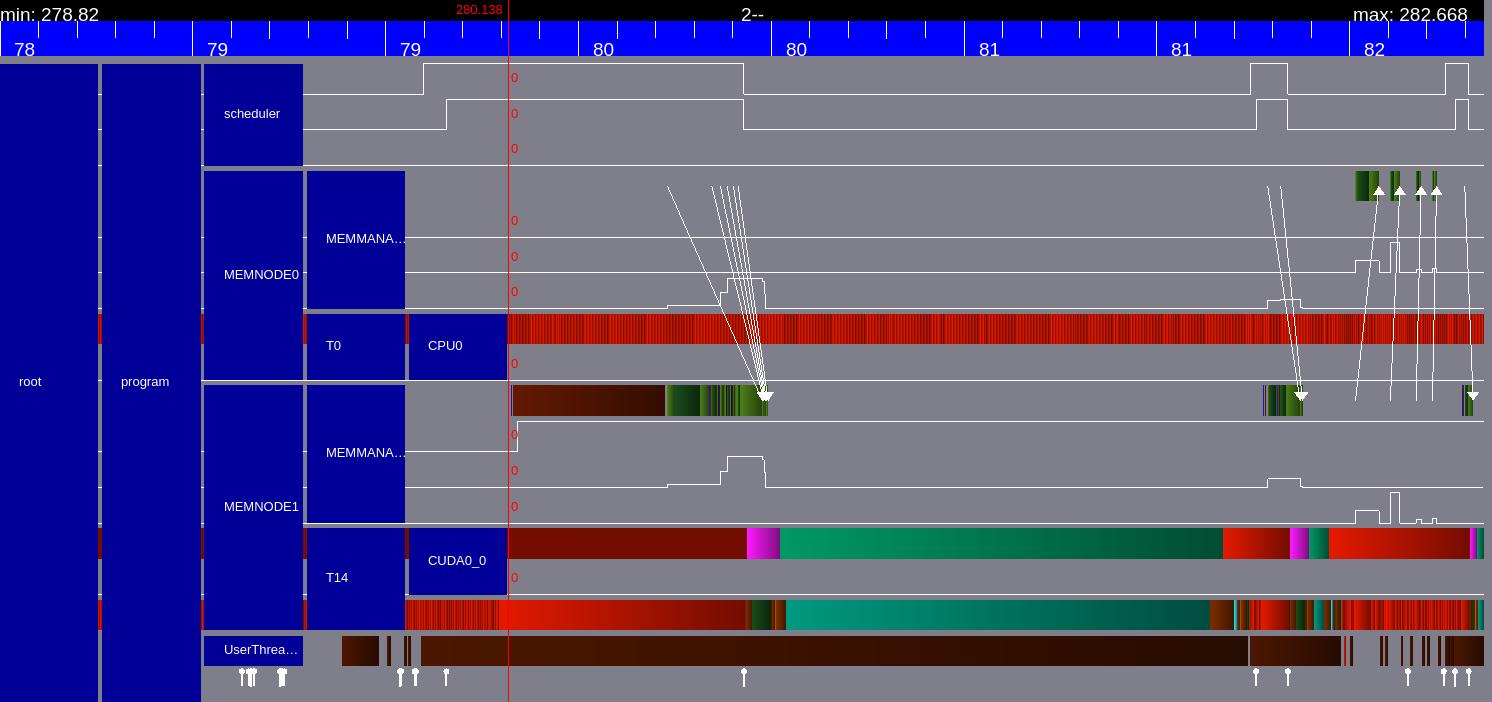 280.138
min: 278.82 2-- max: 282.668
78 79 79 80 80 81 81 82
0
0
scheduler
0
0
MEMMANA...
0
MEMNODE0
0
T0 CPU0
0
root program
0
MEMMANA...
0
MEMNODE1 0
CUDA0_0
T14 0
UserThrea...